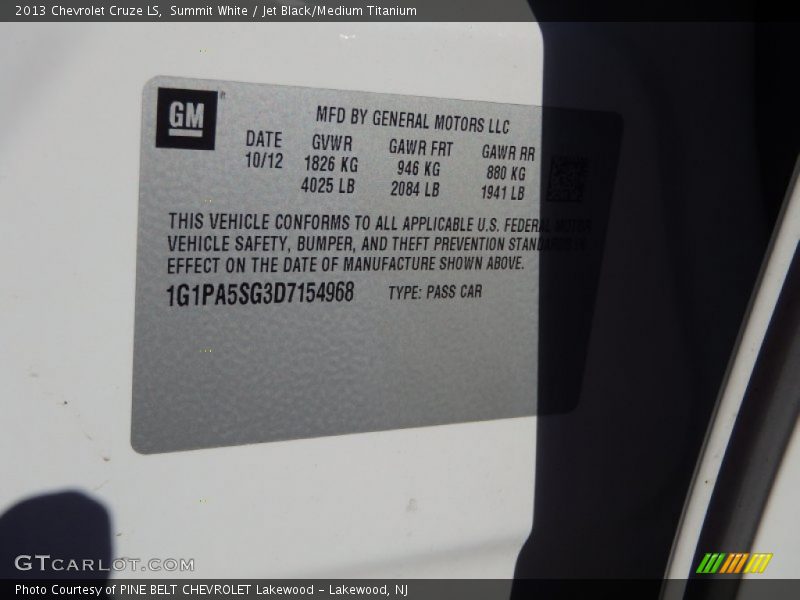 2013 Chevrolet Cruze LS, Summit White / Jet Black/Medium Titanium
GM
MFD BY GENERAL MOTORS LLC
DATE GVWR GAWR FRT GAWR RR
10/12 1826 KG 946 KG 880 KG
4025 LB 2084 LB 1941 LB
THIS VEHICLE CONFORMS TO ALL APPLICABLE U.S. FEDERAL MOTOR
VEHICLE SAFETY, BUMPER, AND THEFT PREVENTION STANDARDS IN
EFFECT ON THE DATE OF MANUFACTURE SHOWN ABOVE.
1G1PA5SG3D7154968 TYPE: PASS CAR
GTCARLOT.COM
Photo Courtesy of PINE BELT CHEVROLET Lakewood - Lakewood, NJ